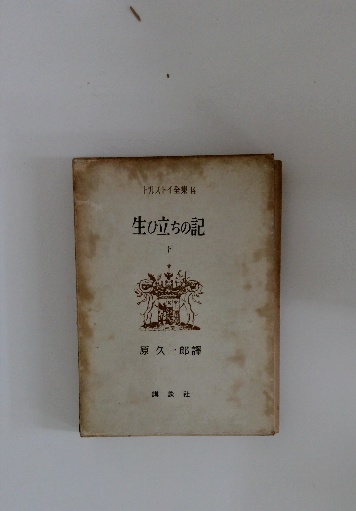 トルストイ全集 14
生ひ立ちの記
下
原久一郎譯
講談社